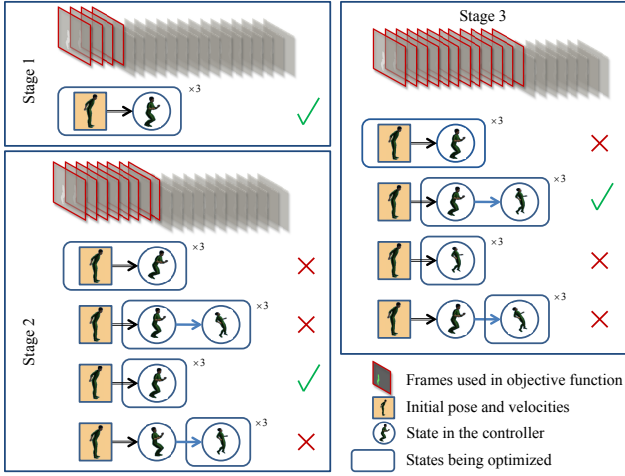 Stage 1
×3
Stage 2
×3
×3
×3
×3
Stage 3
×3
×3
×3
×3
Frames used in objective function
Initial pose and velocities
State in the controller
States being optimized